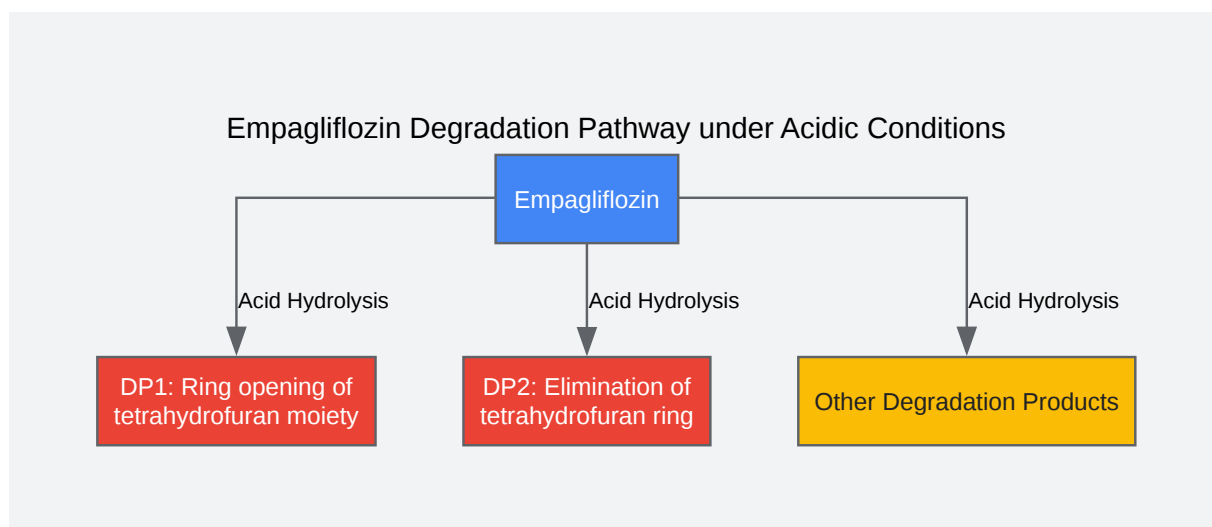 Empagliflozin Degradation Pathway under Acidic Conditions
Empagliflozin
Acid Hydrolysis
Acid Hydrolysis
Acid Hydrolysis
DP1: Ring opening of
tetrahydrofuran moiety
DP2: Elimination of
tetrahydrofuran ring
Other Degradation Products